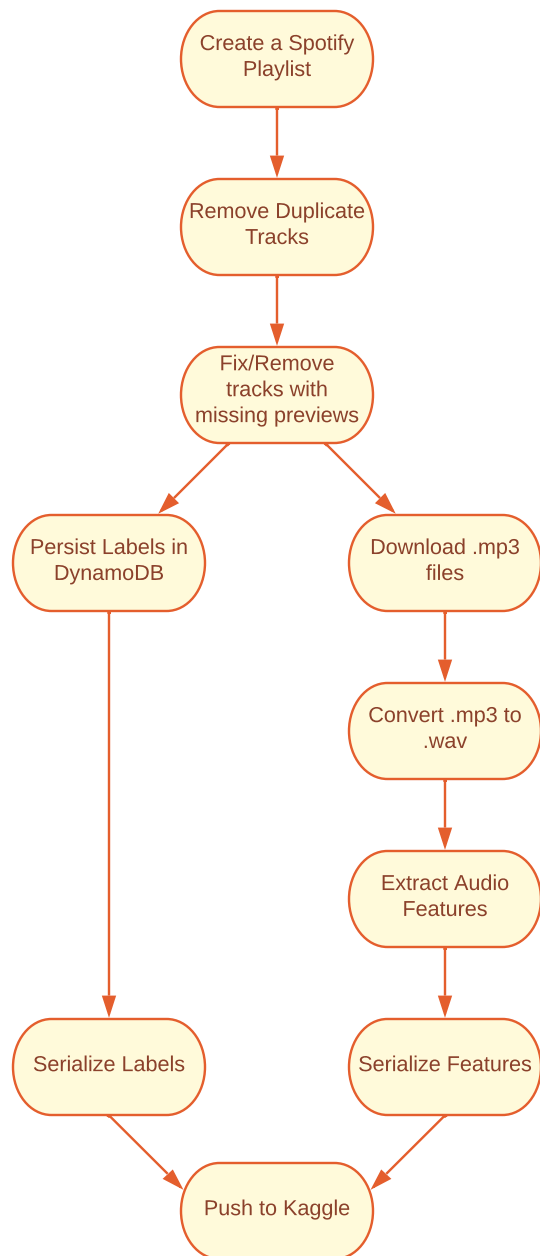 Create a Spotify
Playlist
Remove Duplicate
Tracks
Fix/Remove
tracks with
missing previews
Persist Labels in
DynamoDB
Download .mp3
files
Convert .mp3 to
.wav
Extract Audio
Features
Serialize Labels
Serialize Features
Push to Kaggle